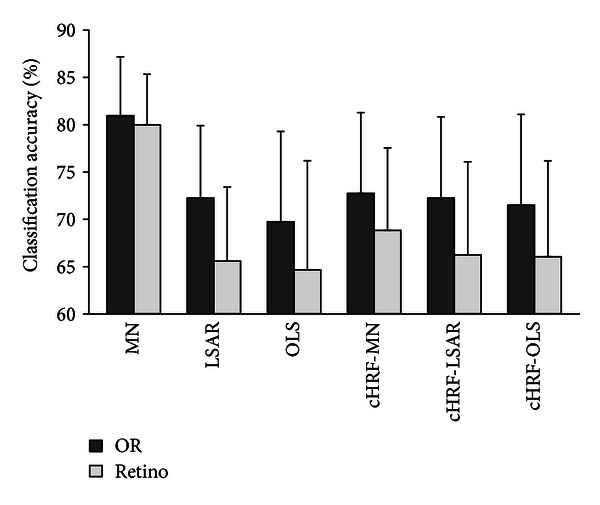 Classification accuracy (%)
90
85
80
75
70
65
60
MN
LSAR
OLS
cHRF-MN
cHRF-LSAR
cHRF-OLS
OR
Retino